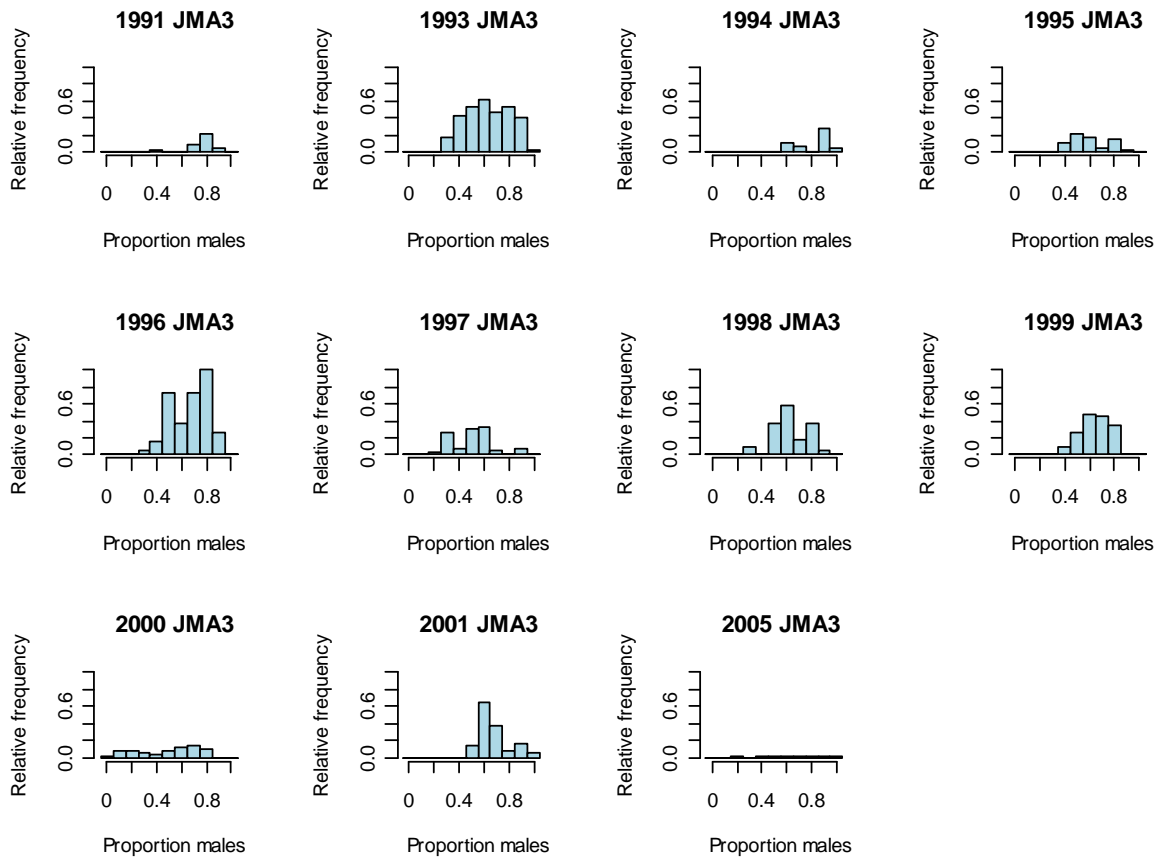 1991 JMA3
Relative frequency
0.0 0.6
0 0.4 0.8
Proportion males
1993 JMA3
Relative frequency
0.0 0.6
0 0.4 0.8
Proportion males
1994 JMA3
Relative frequency
0.0 0.6
0 0.4 0.8
Proportion males
1995 JMA3
Relative frequency
0.0 0.6
0 0.4 0.8
Proportion males
1996 JMA3
Relative frequency
0.0 0.6
0 0.4 0.8
Proportion males
1997 JMA3
Relative frequency
0.0 0.6
0 0.4 0.8
Proportion males
1998 JMA3
Relative frequency
0.0 0.6
0 0.4 0.8
Proportion males
1999 JMA3
Relative frequency
0.0 0.6
0 0.4 0.8
Proportion males
2000 JMA3
Relative frequency
0.0 0.6
0 0.4 0.8
Proportion males
2001 JMA3
Relative frequency
0.0 0.6
0 0.4 0.8
Proportion males
2005 JMA3
Relative frequency
0.0 0.6
0 0.4 0.8
Proportion males